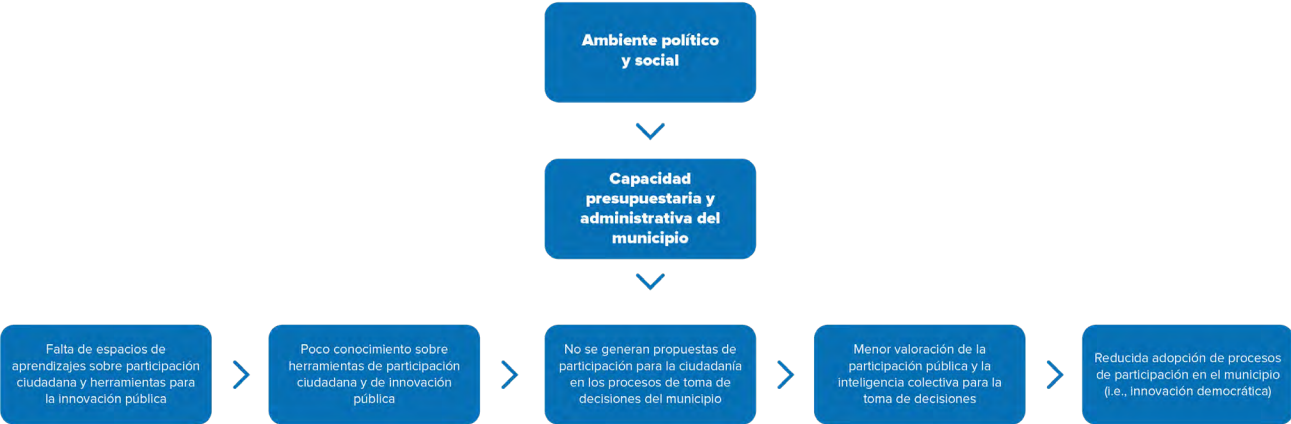 Ambiente político
y social
Capacidad
presupuestaria y
administrativa del
municipio
Falta de espacios de
aprendizajes sobre participación
ciudadana y herramientas para
la innovación pública
Poco conocimiento sobre
herramientas de participación
ciudadana y de innovación
pública
No se generan propuestas de
participación para la ciudadanía
en los procesos de toma de
decisiones del municipio
Menor valoración de la
participación pública y la
inteligencia colectiva para la
toma de decisiones
Reducida adopción de procesos
de participación en el municipio
(i.e., innovación democrática)